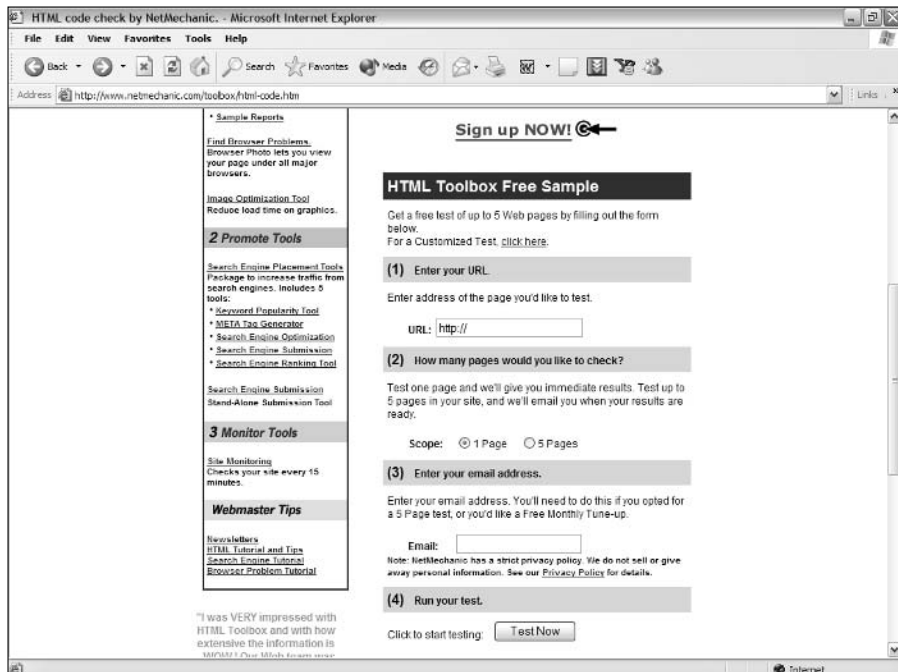 HTML code check by NetMechanic. - Microsoft Internet Explorer
File Edit View Favorites Tools Help
Back Search Favorites Media
Address http://www.netmechanic.com/toolbox/html-code.htm Links
• Sample Reports
Find Browser Problems.
Browser Photo lets you view
your page under all major
browsers.
Image Optimization Tool
Reduce load time on graphics.
2 Promote Tools
Search Engine Placement Tools
Package to increase traffic from
search engines. Includes 5
tools:
• Keyword Popularity Tool
• META Tag Generator
• Search Engine Optimization
• Search Engine Submission
• Search Engine Ranking Tool
Search Engine Submission
Stand-Alone Submission Tool
3 Monitor Tools
Site Monitoring
Checks your site every 15
minutes.
Webmaster Tips
Newsletters
HTML Tutorial and Tips
Search Engine Tutorial
Browser Problem Tutorial
"I was VERY impressed with
HTML Toolbox and with how
extensive the information is
WOW! Our Web team was
Sign up NOW!
HTML Toolbox Free Sample
Get a free test of up to 5 Web pages by filling out the form
below.
For a Customized Test, click here.
(1) Enter your URL.
Enter address of the page you'd like to test.
URL: http://
(2) How many pages would you like to check?
Test one page and we'll give you immediate results. Test up to
5 pages in your site, and we'll email you when your results are
ready.
Scope: 1 Page 5 Pages
(3) Enter your email address.
Enter your email address. You'll need to do this if you opted for
a 5 Page test, or you'd like a Free Monthly Tune-up.
Email:
Note: NetMechanic has a strict privacy policy. We do not sell or give
away personal information. See our Privacy Policy for details.
(4) Run your test.
Click to start testing: Test Now
Internet